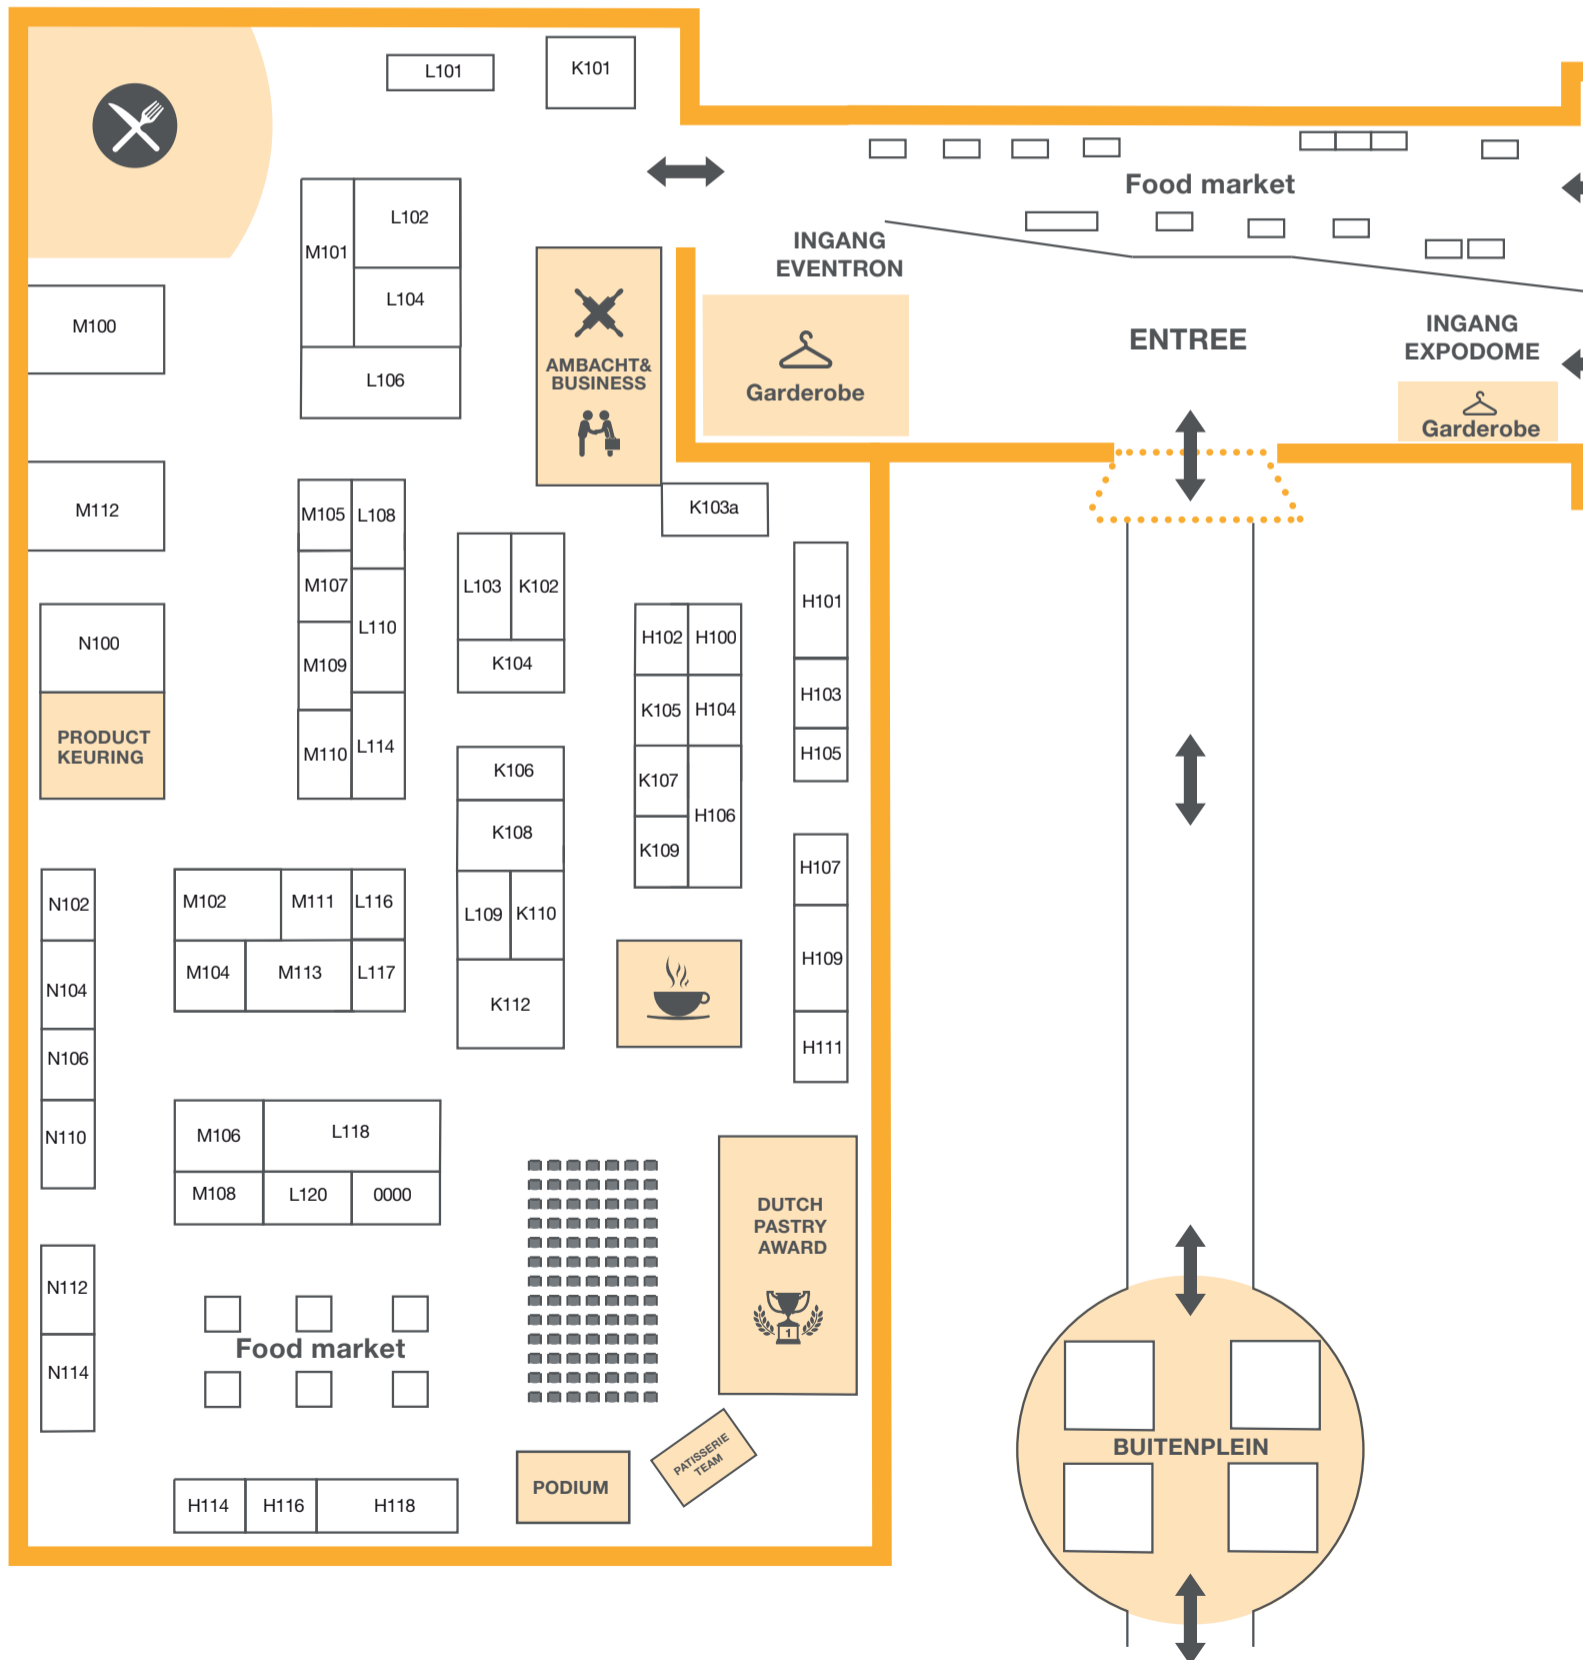 L101
K101
Food market
L102
M101
L104
L106
INGANG
EVENTRON
Garderobe
ENTREE
INGANG
EXPODOME
Garderobe
M100
AMBACHT&
BUSINESS
M112
M105
L108
K103a
M107
L110
M109
M110
L114
L103
K102
K104
H101
H102
H100
K105
H104
K107
H106
K109
H103
H105
N100
PRODUCT
KEURING
K106
K108
L109
K110
K112
H107
H109
H111
N102
N104
N106
N110
M102
M111
L116
M104
M113
L117
M106
L118
M108
L120
0000
DUTCH
PASTRY
AWARD
1
N112
N114
Food market
PATISSERIE
TEAM
PODIUM
H114
H116
H118
BUITENPLEIN